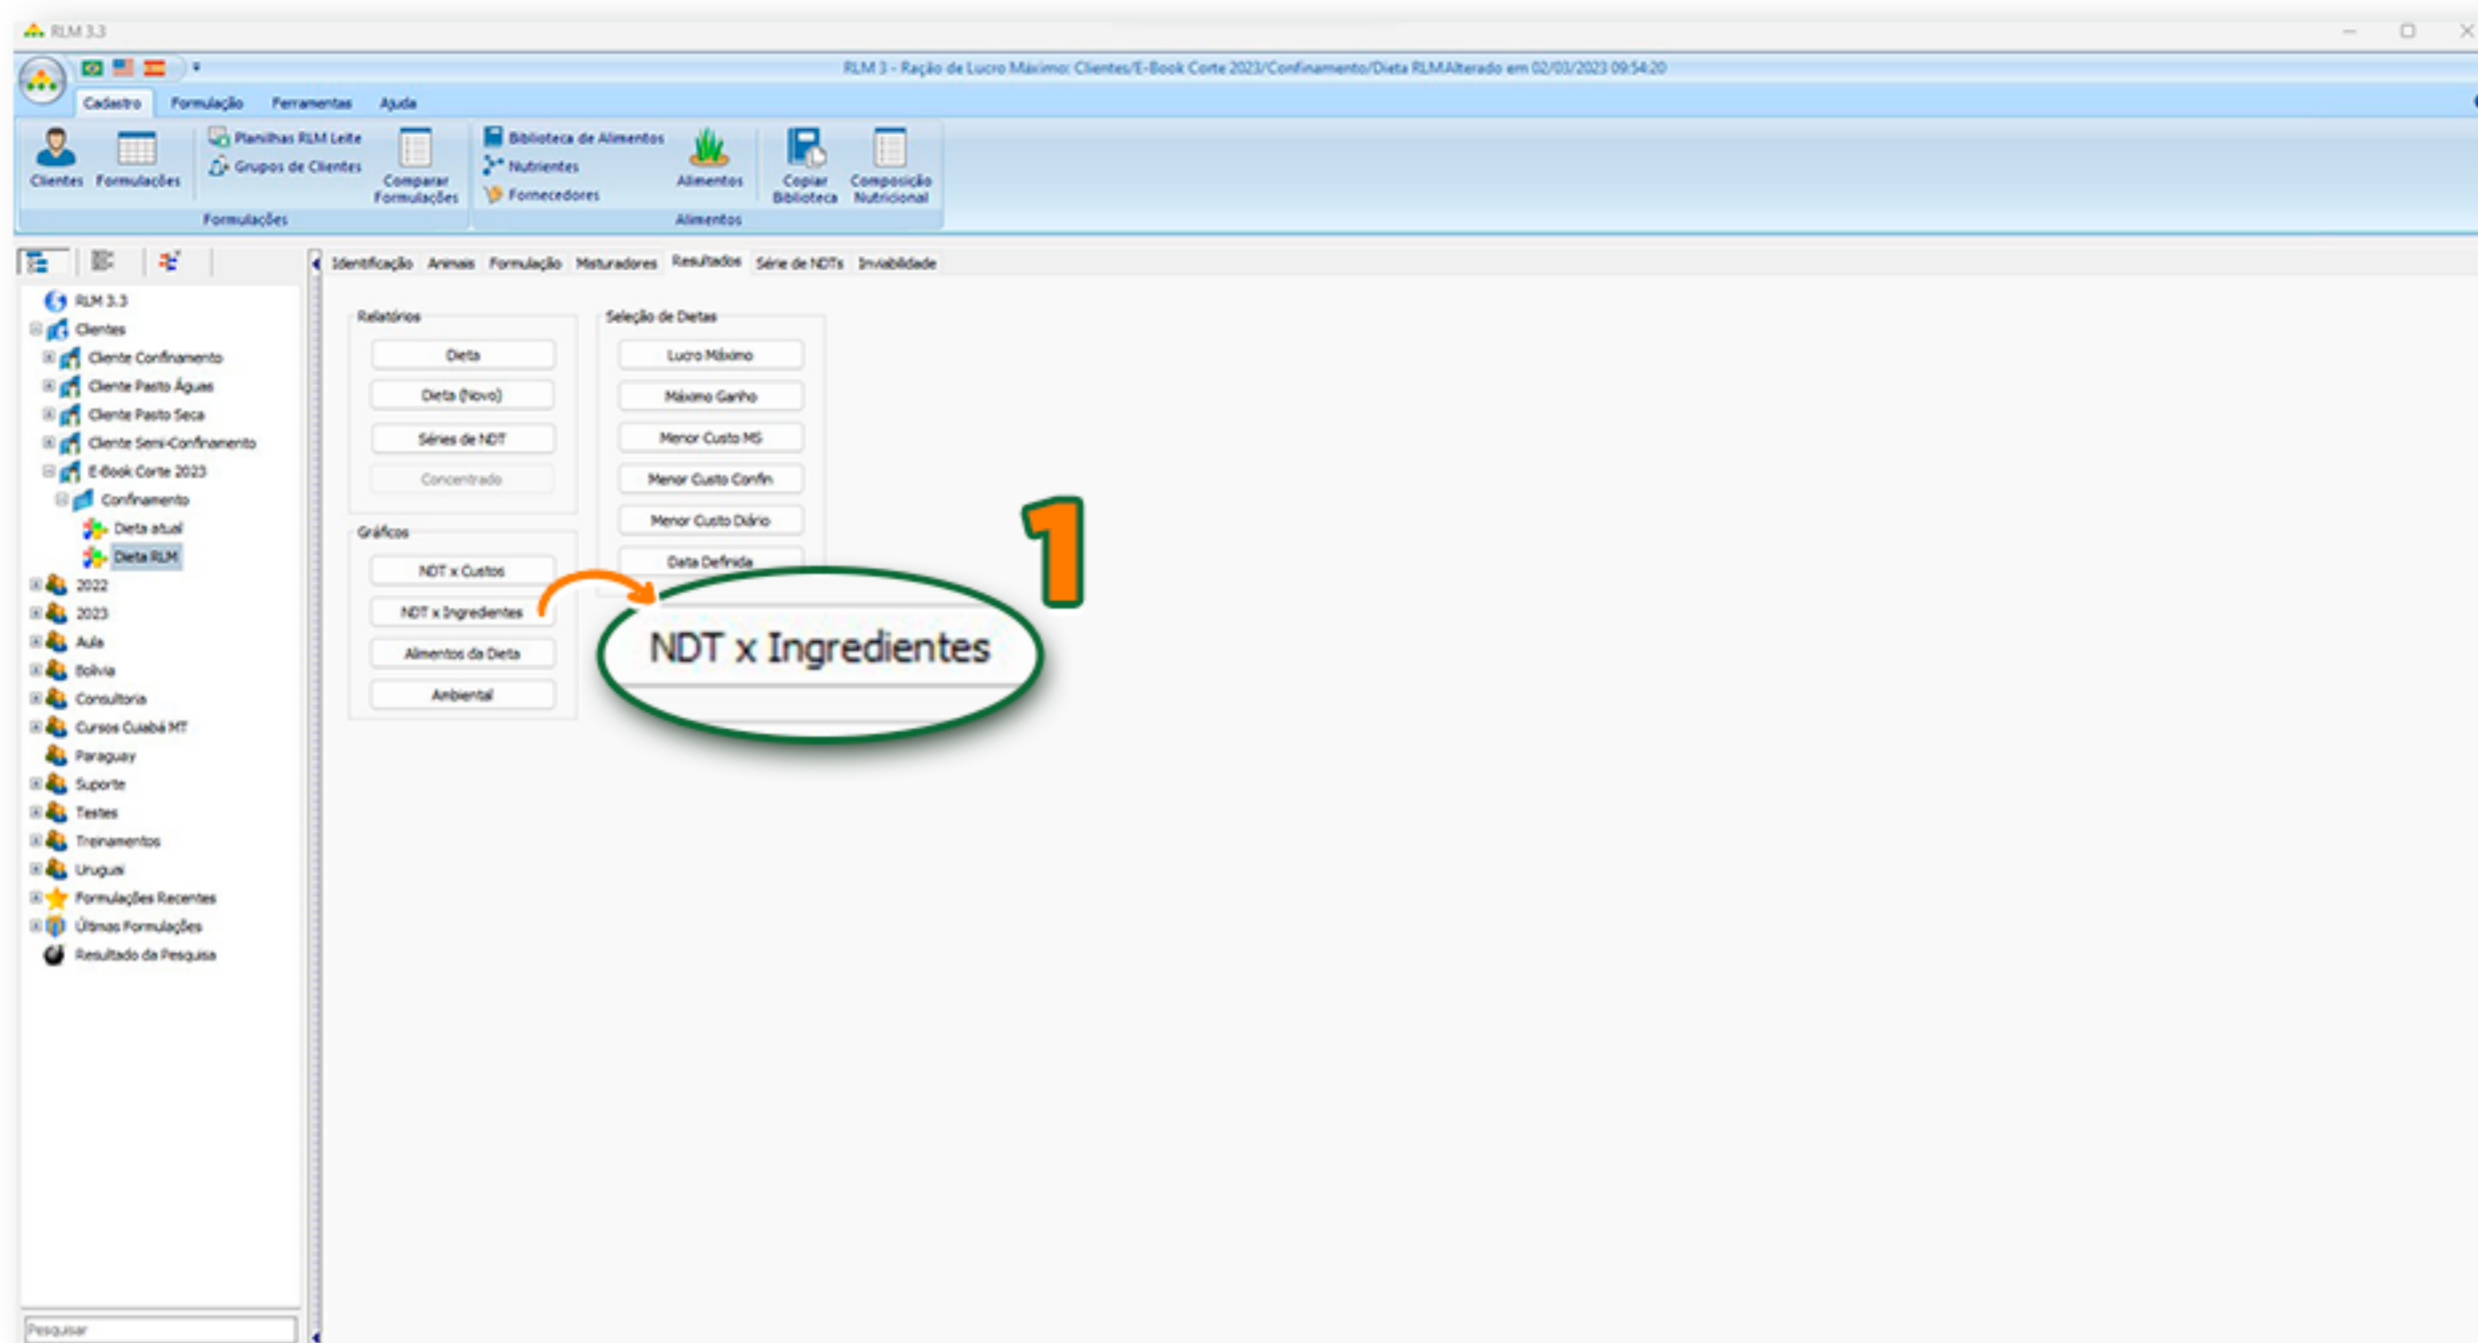 RLM 3.3
RLM 3 - Ração de Lucro Máximo: Clientes/E-Book Corte 2023/Confinamento/Dieta RLMAlterado em 02/03/2023 09:54:20
Cadastro Formulação Ferramentas Ajuda
Clientes
Formulações
Planilhas RLM Leite
Grupos de Clientes
Comparar
Formulações
Formulações
Biblioteca de Alimentos
Nutrientes
Fornecedores
Alimentos
Copiar
Biblioteca
Composição
Nutricional
Alimentos
Identificação Animais Formulação Misturadores Resultados Série de NDTs Inviabilidade
RLM 3.3
Clientes
Cliente Confinamento
Cliente Pasto Águas
Cliente Pasto Seca
Cliente Semi-Confinamento
E-Book Corte 2023
Confinamento
Dieta atual
Dieta RLM
2022
2023
Aula
Bolivia
Consultoria
Cursos Cuiabá MT
Paraguay
Suporte
Testes
Treinamentos
Uruguai
Formulações Recentes
Últimas Formulações
Resultado da Pesquisa
Pesquisar
Relatórios
Dieta
Dieta (Novo)
Séries de NDT
Concentrado
Gráficos
NDT x Custos
NDT x Ingredientes
Alimentos da Dieta
Ambiental
Seleção de Dietas
Lucro Máximo
Máximo Ganho
Menor Custo MS
Menor Custo Confin
Menor Custo Diário
Data Definida
NDT x Ingredientes
1